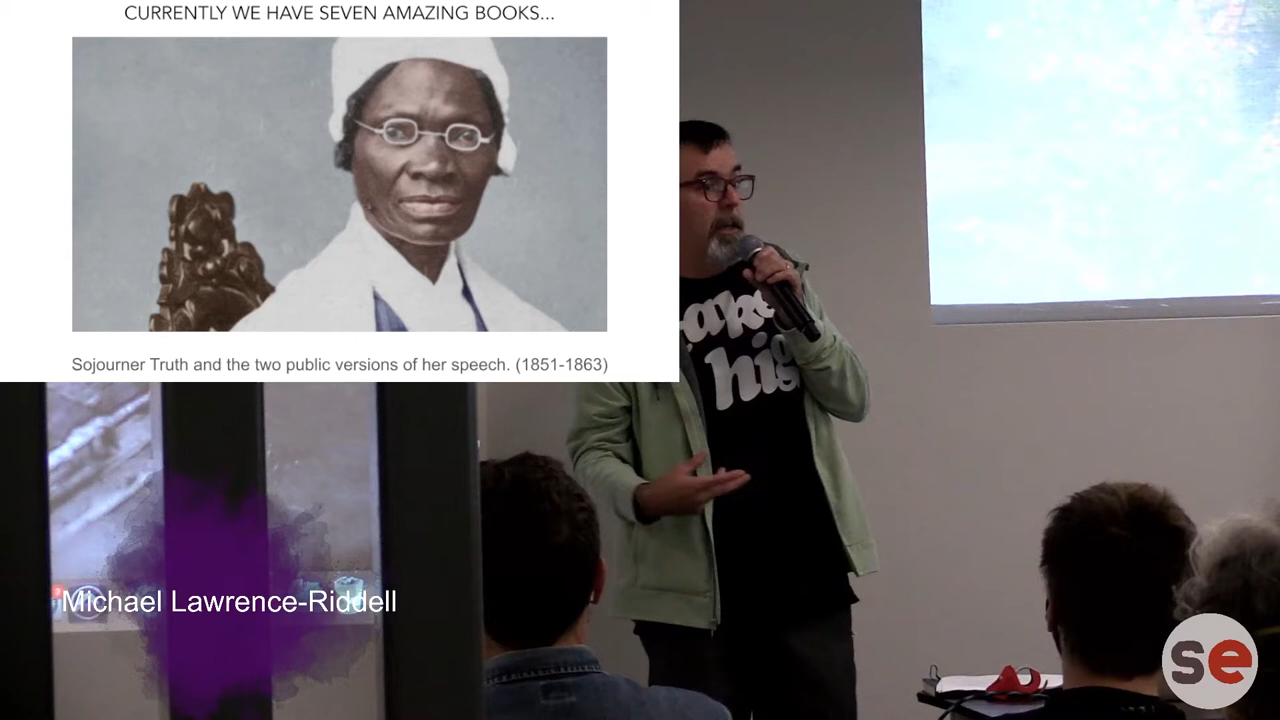 CURRENTLY WE HAVE SEVEN AMAZING BOOKS...
Sojourner Truth and the two public versions of her speech. (1851-1863)
hig
Michael Lawrence-Riddell
se